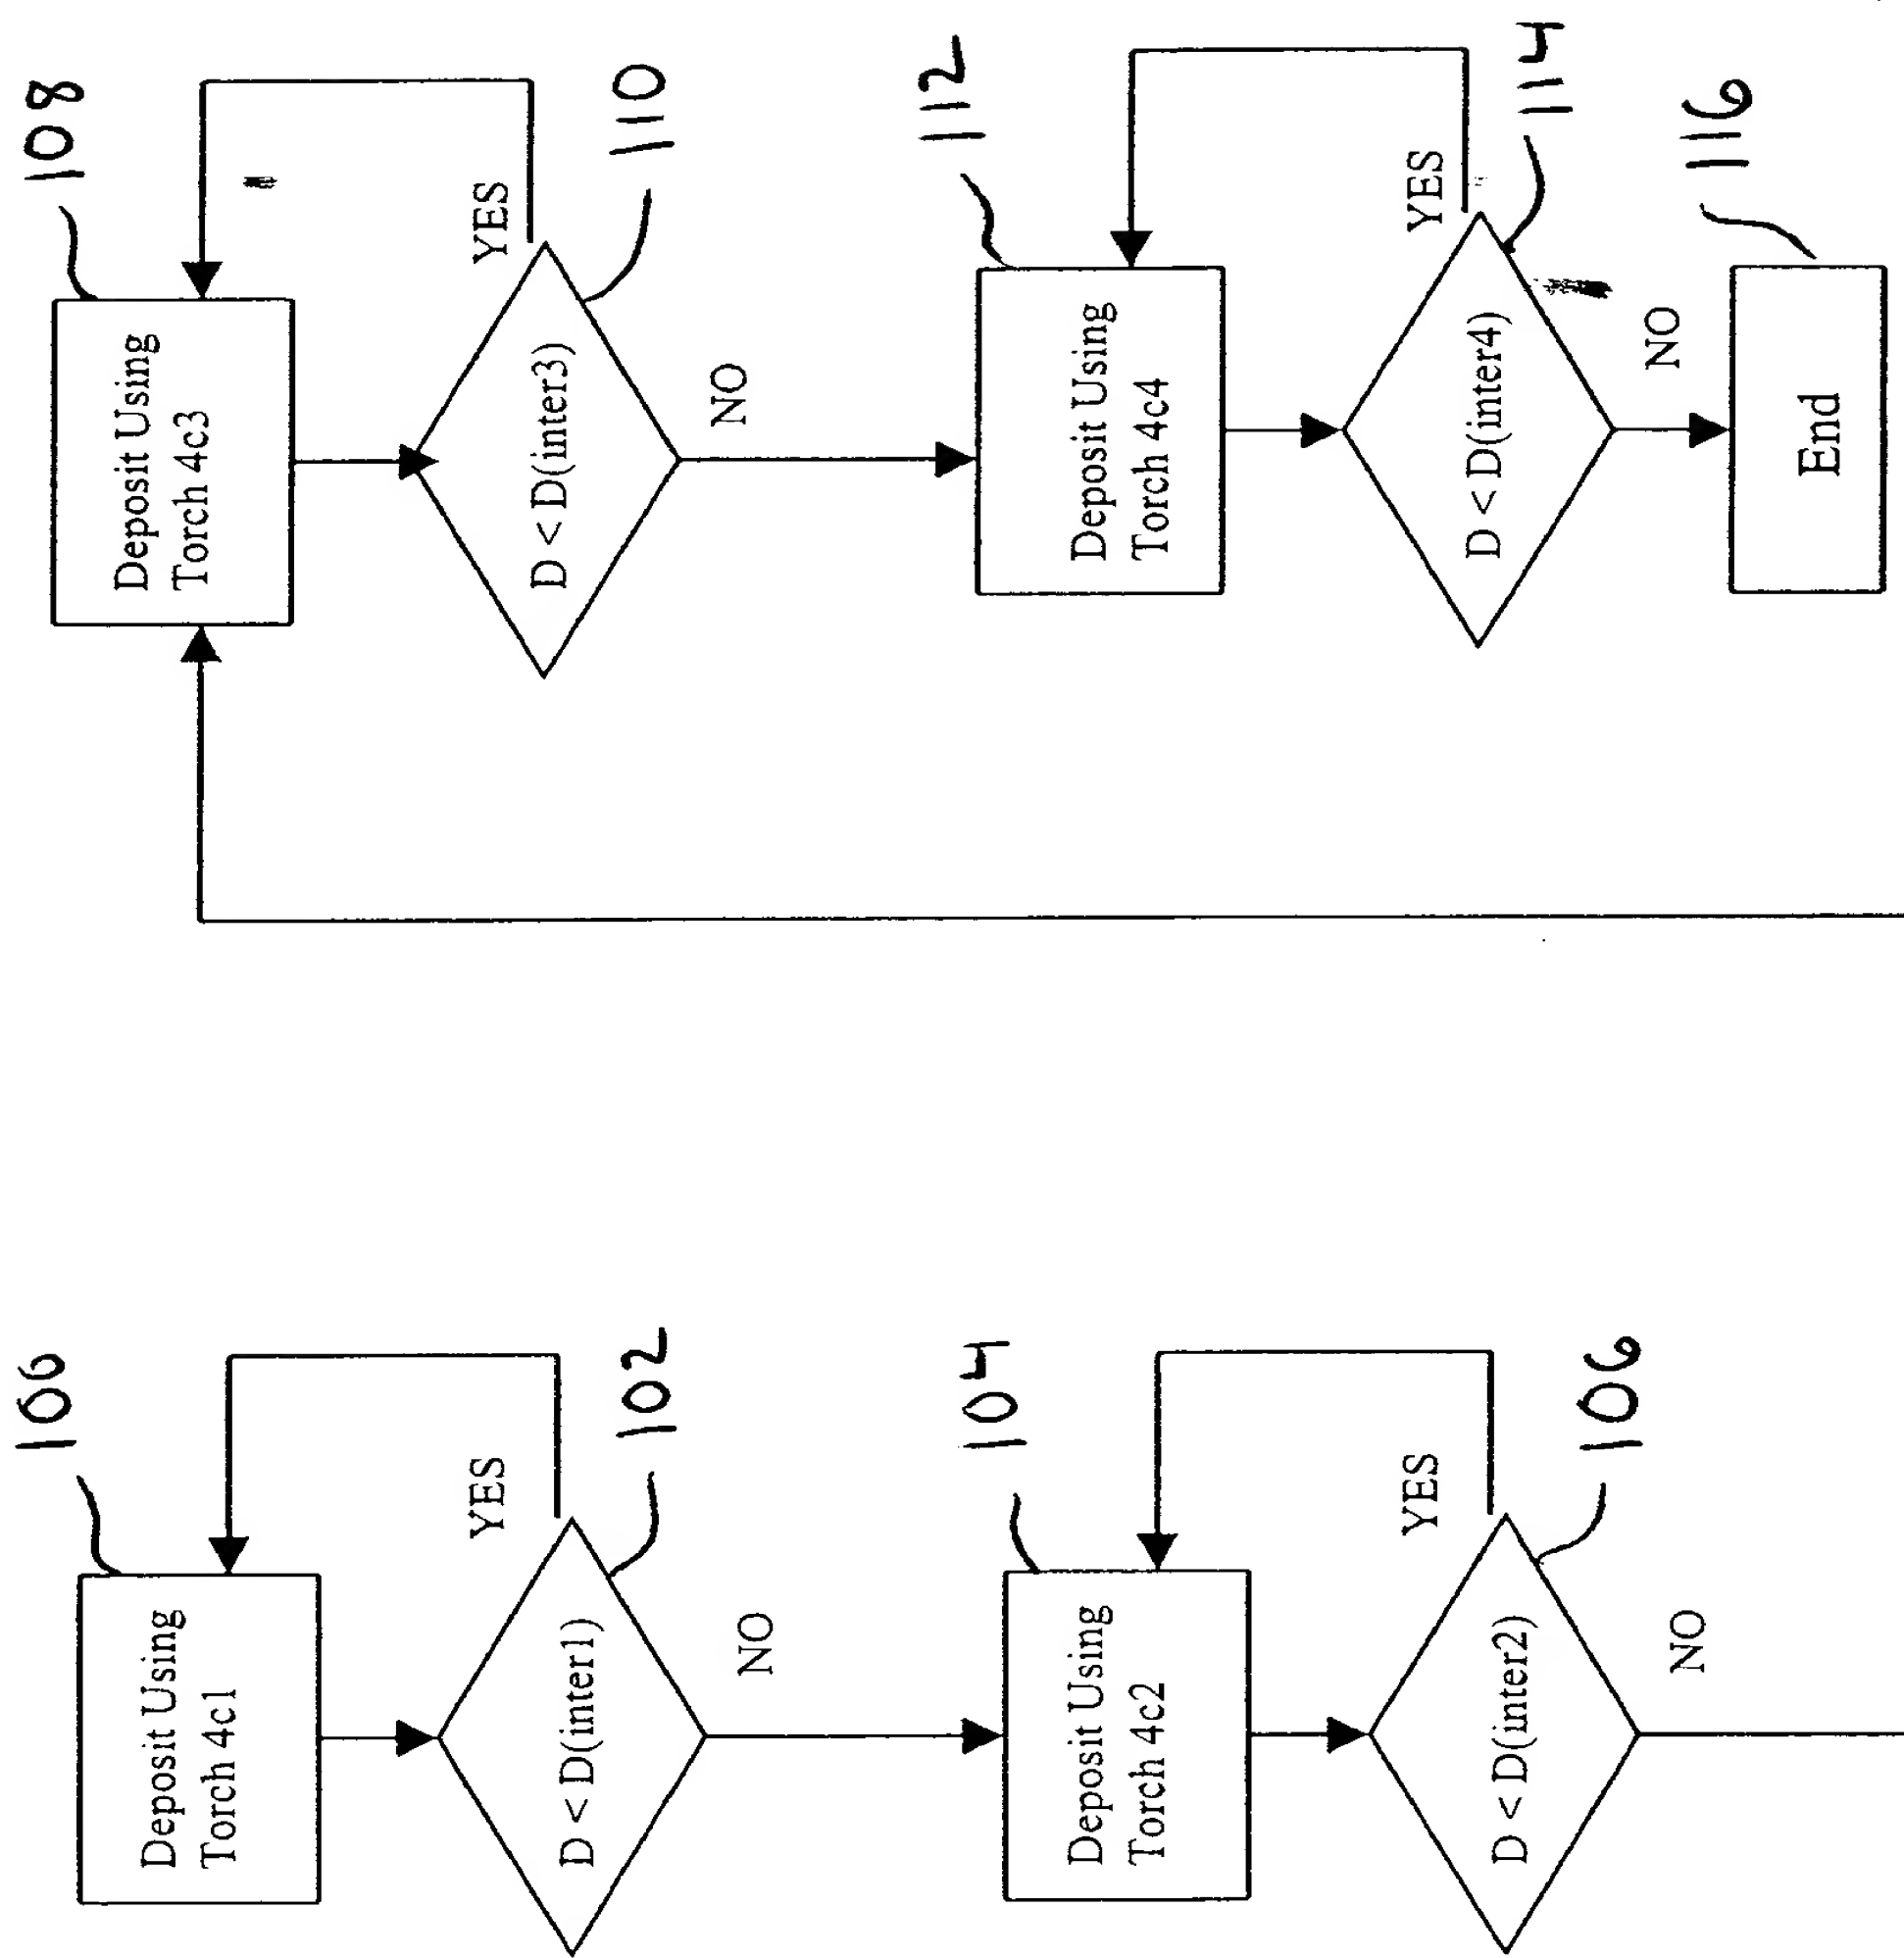 100
Deposit Using
Torch 4c1
YES
D < D(inter1)
102
NO
104
Deposit Using
Torch 4c2
YES
D < D(inter2)
106
NO
108
Deposit Using
Torch 4c3
YES
D < D(inter3)
110
NO
112
Deposit Using
Torch 4c4
YES
D < D(inter4)
114
NO
116
End